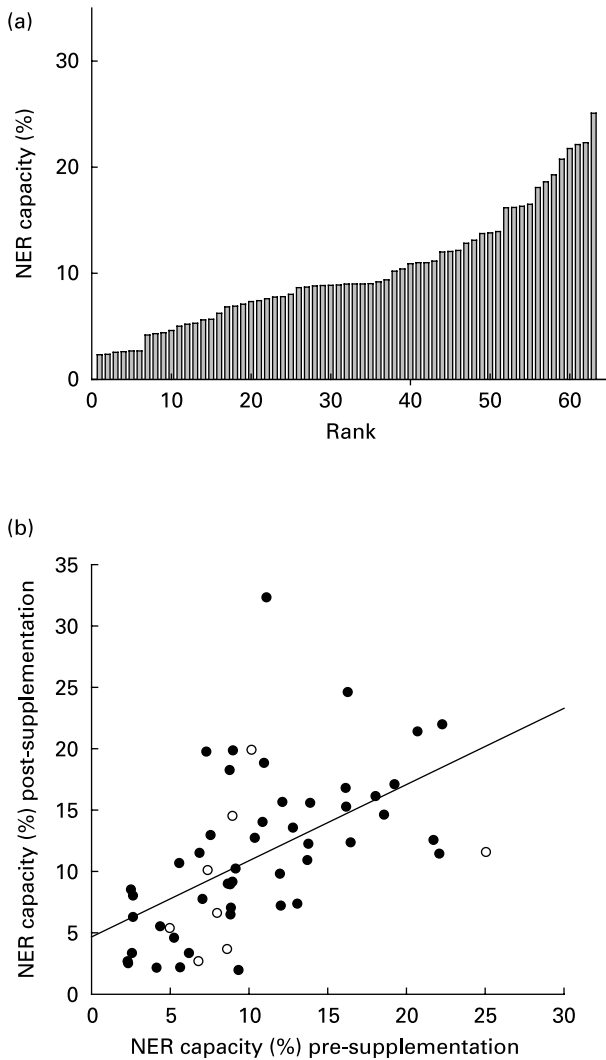 (a)
30
20
10
0
NER capacity (%)
0 10 20 30 40 50 60
Rank
(b)
35
30
25
20
15
10
5
0
NER capacity (%) post-supplementation
0 5 10 15 20 25 30
NER capacity (%) pre-supplementation